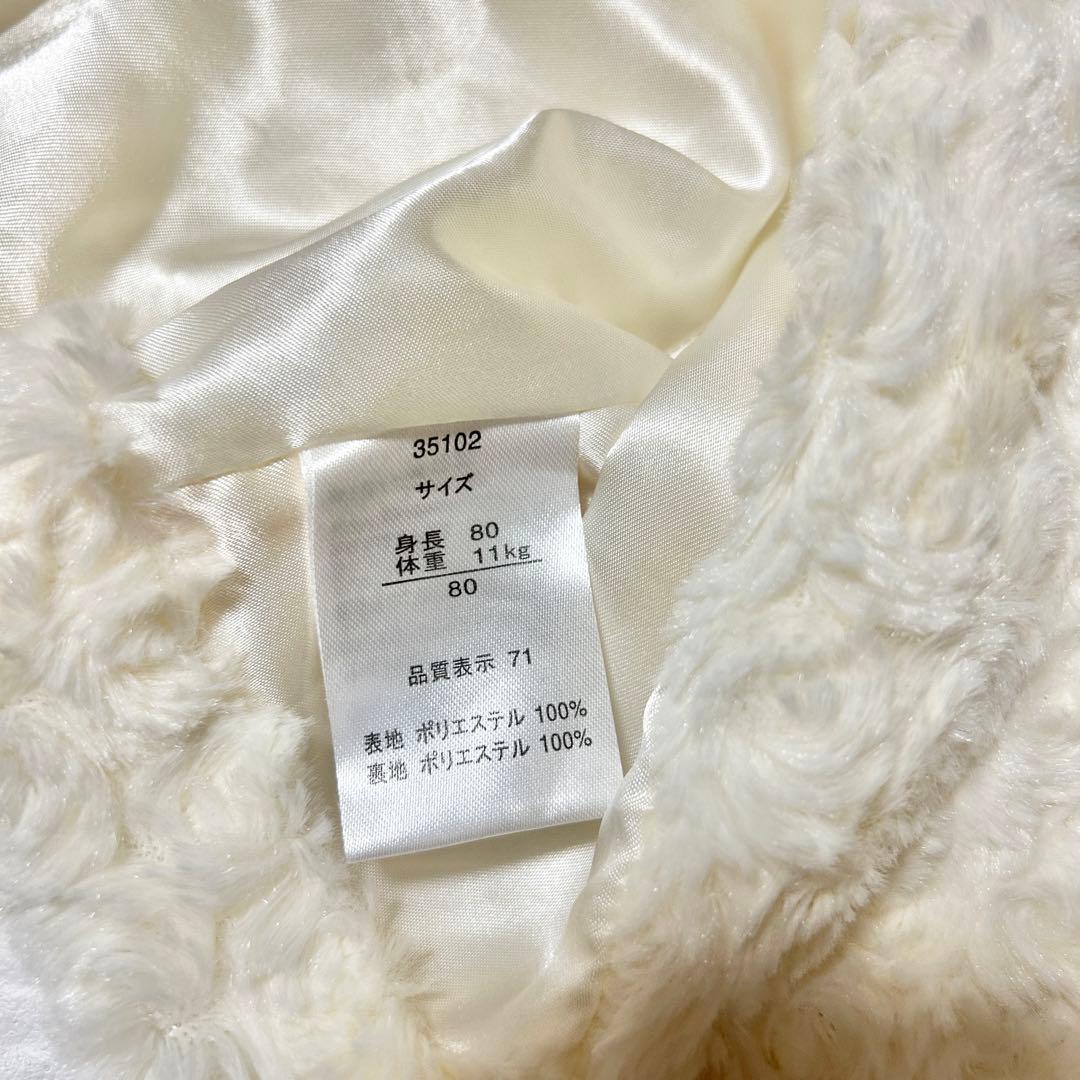 35102
サイズ
身長 80
体重 11kg
80
品質表示 71
表地 ポリエステル 100%
裏地 ポリエステル 100%